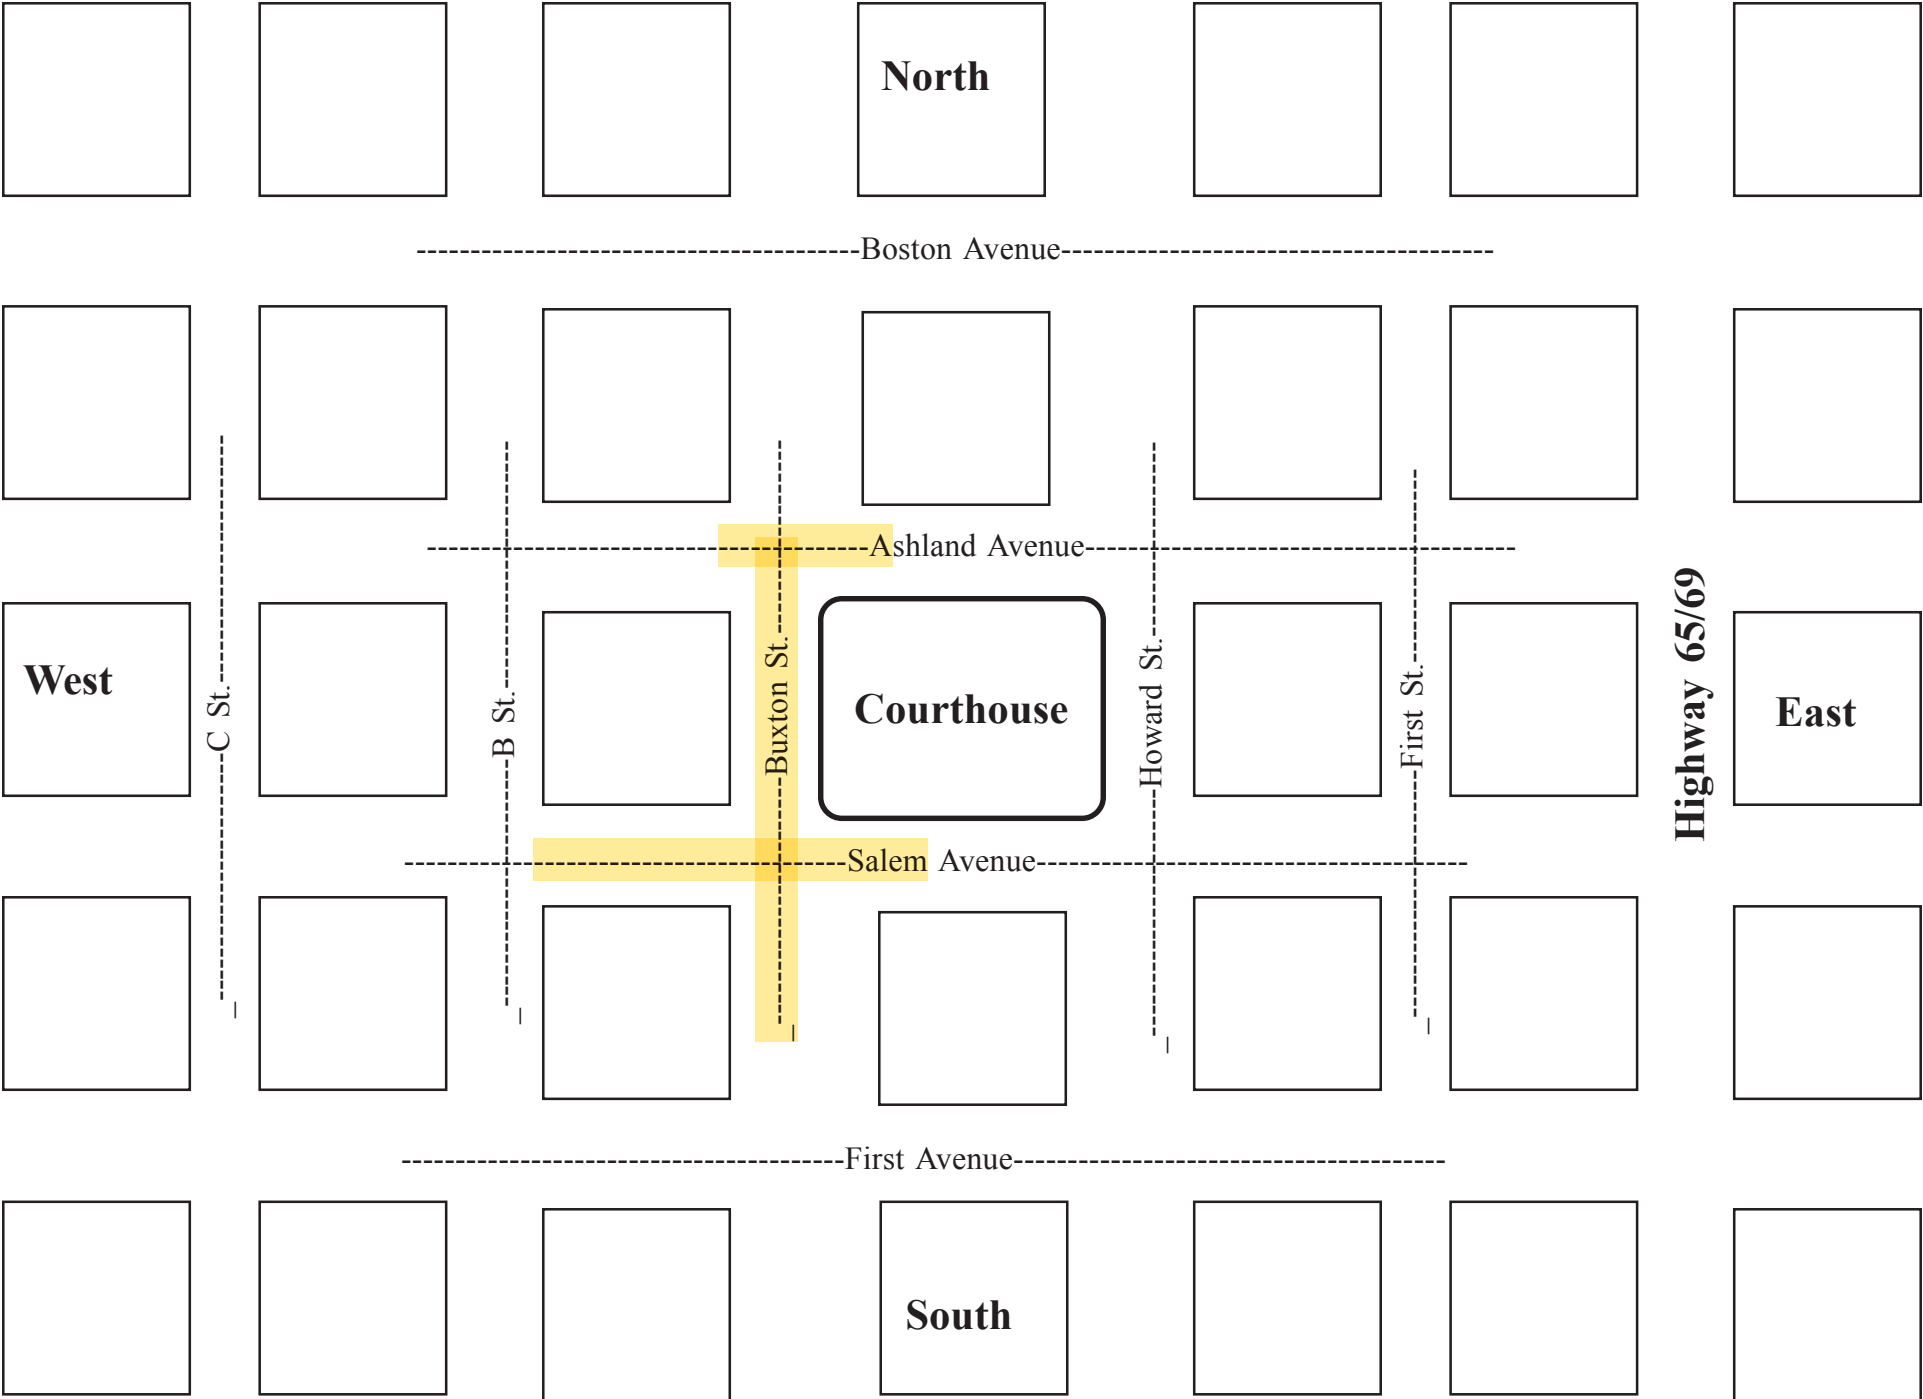 North
Boston Avenue
Ashland Avenue
West
C St.
B St.
Buxton St.
Courthouse
Howard St.
First St.
Highway 65/69
East
Salem Avenue
First Avenue
South